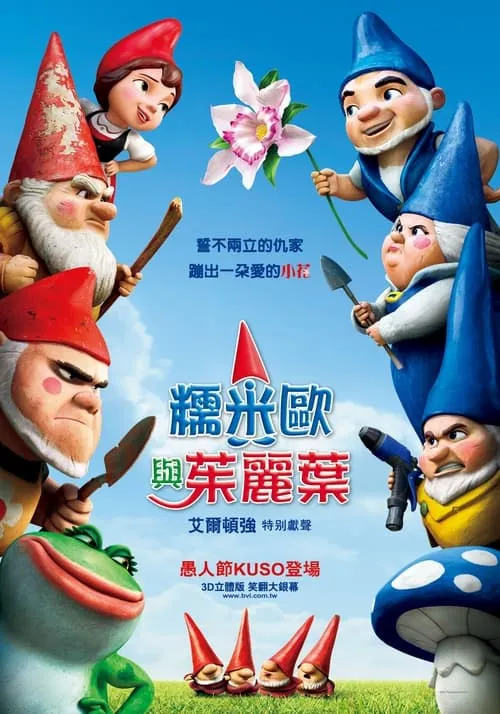 誓不兩立的仇家
蹦出一朵愛的小花
糯米歐
與茱麗葉
艾爾頓強 特別獻聲
愚人節KUSO登場
3D立體版 笑翻大銀幕
www.bvi.com.tw